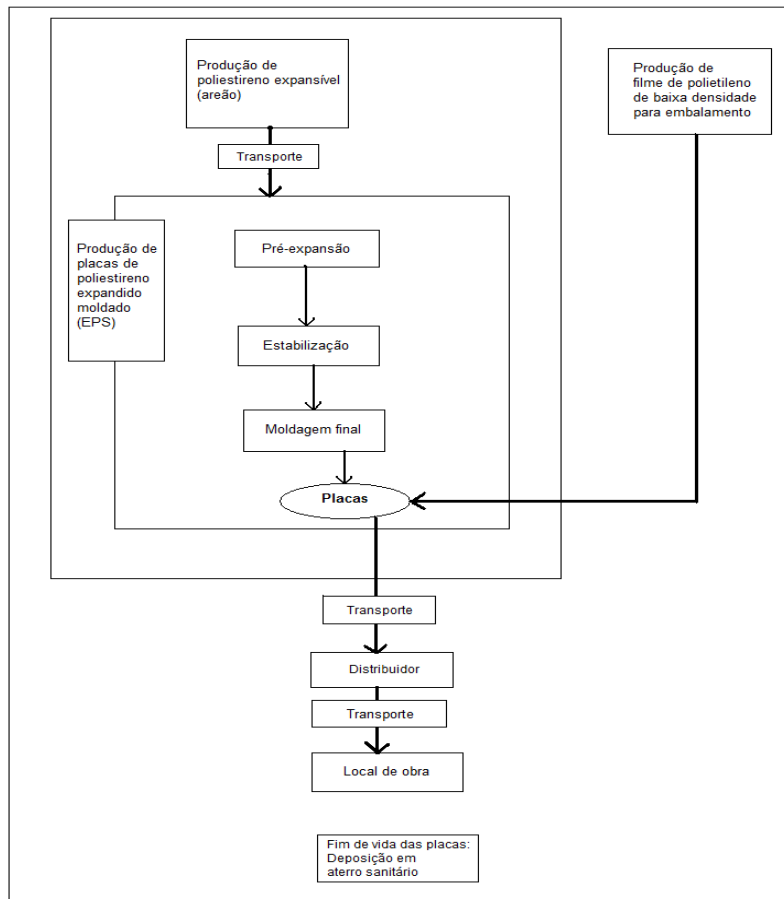 Produção de
poliestireno expansível
(areão)
Produção de
filme de polietileno
de baixa densidade
para embalamento
Transporte
Produção de
placas de
poliestireno
expandido
moldado
(EPS)
Pré-expansão
Estabilização
Moldagem final
Placas
Transporte
Distribuidor
Transporte
Local de obra
Fim de vida das placas:
Deposição em
aterro sanitário